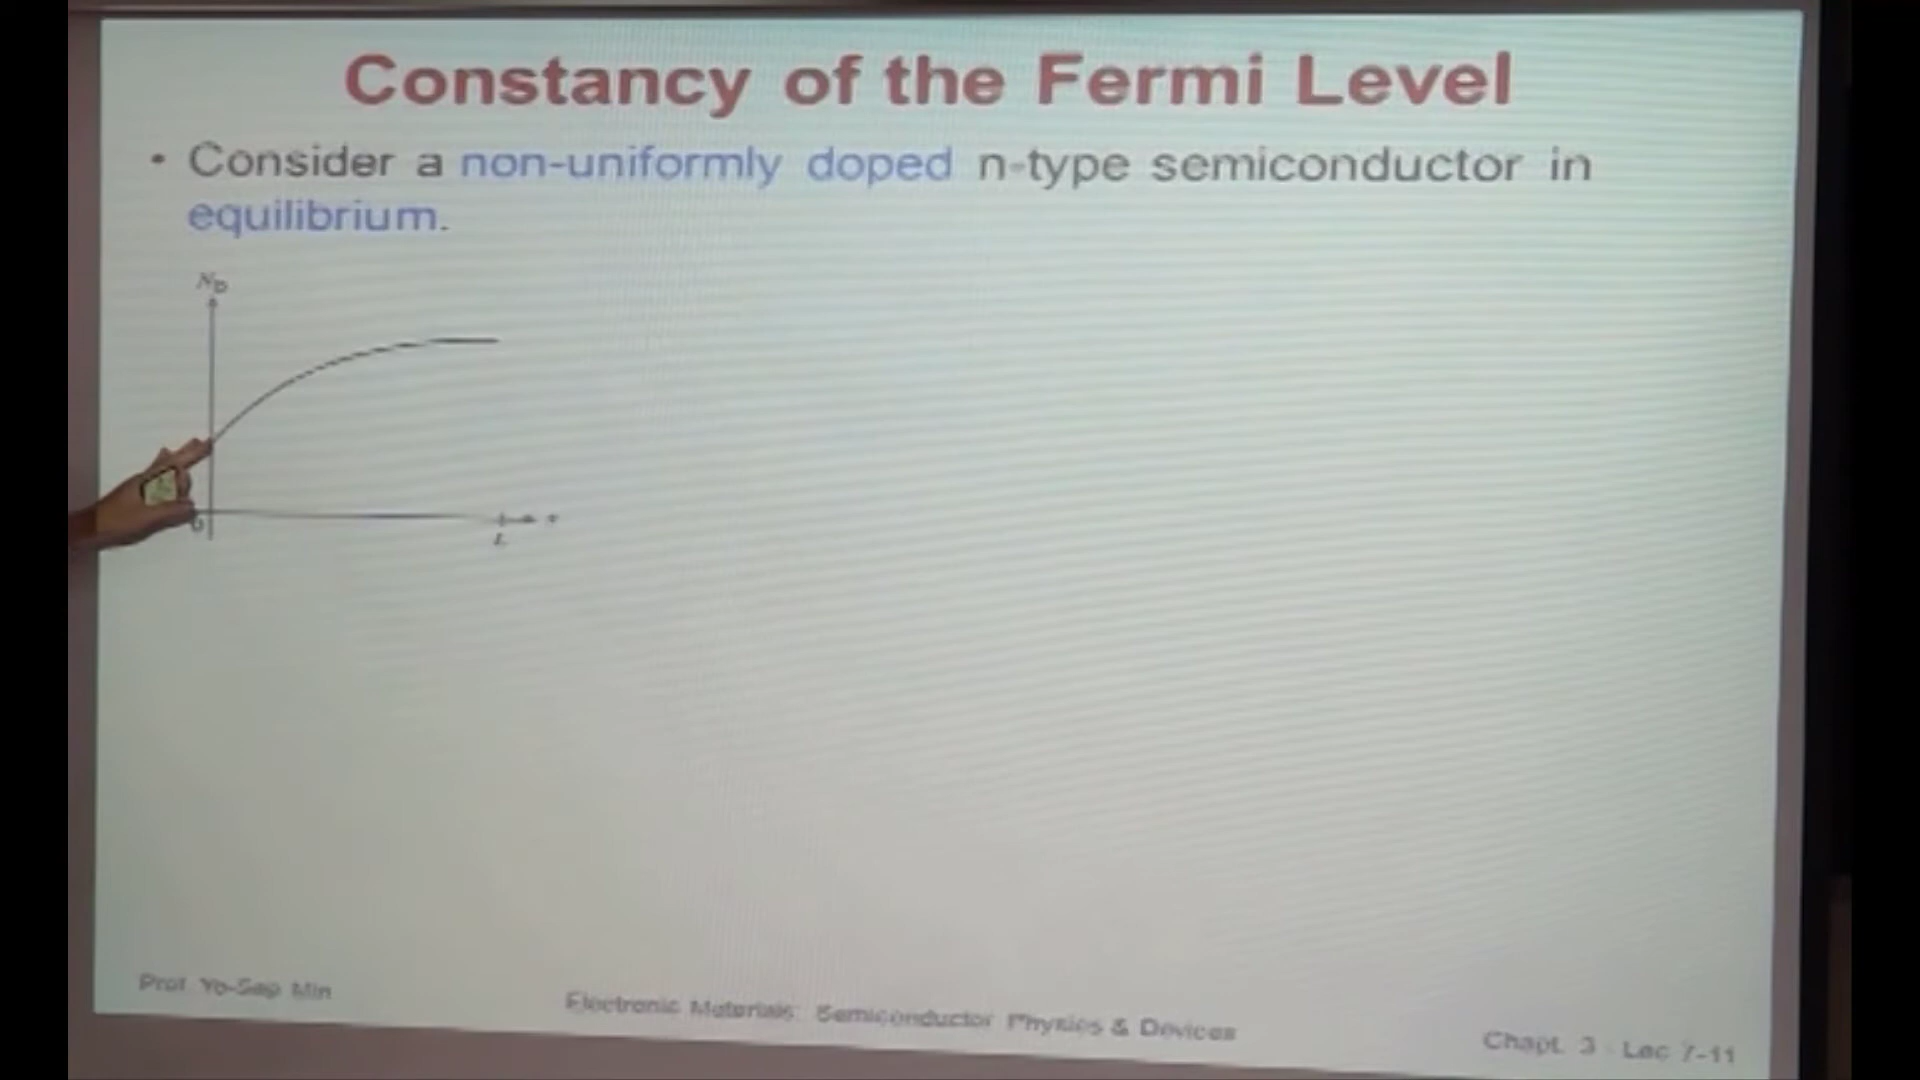 Constancy of the Fermi Level
• Consider a non-uniformly doped n-type semiconductor in
equilibrium.
N_D
0
L
Prof. Yo-Sep Min
Electronic Materials: Semiconductor Physics & Devices
Chapt. 3 - Lec 7-11